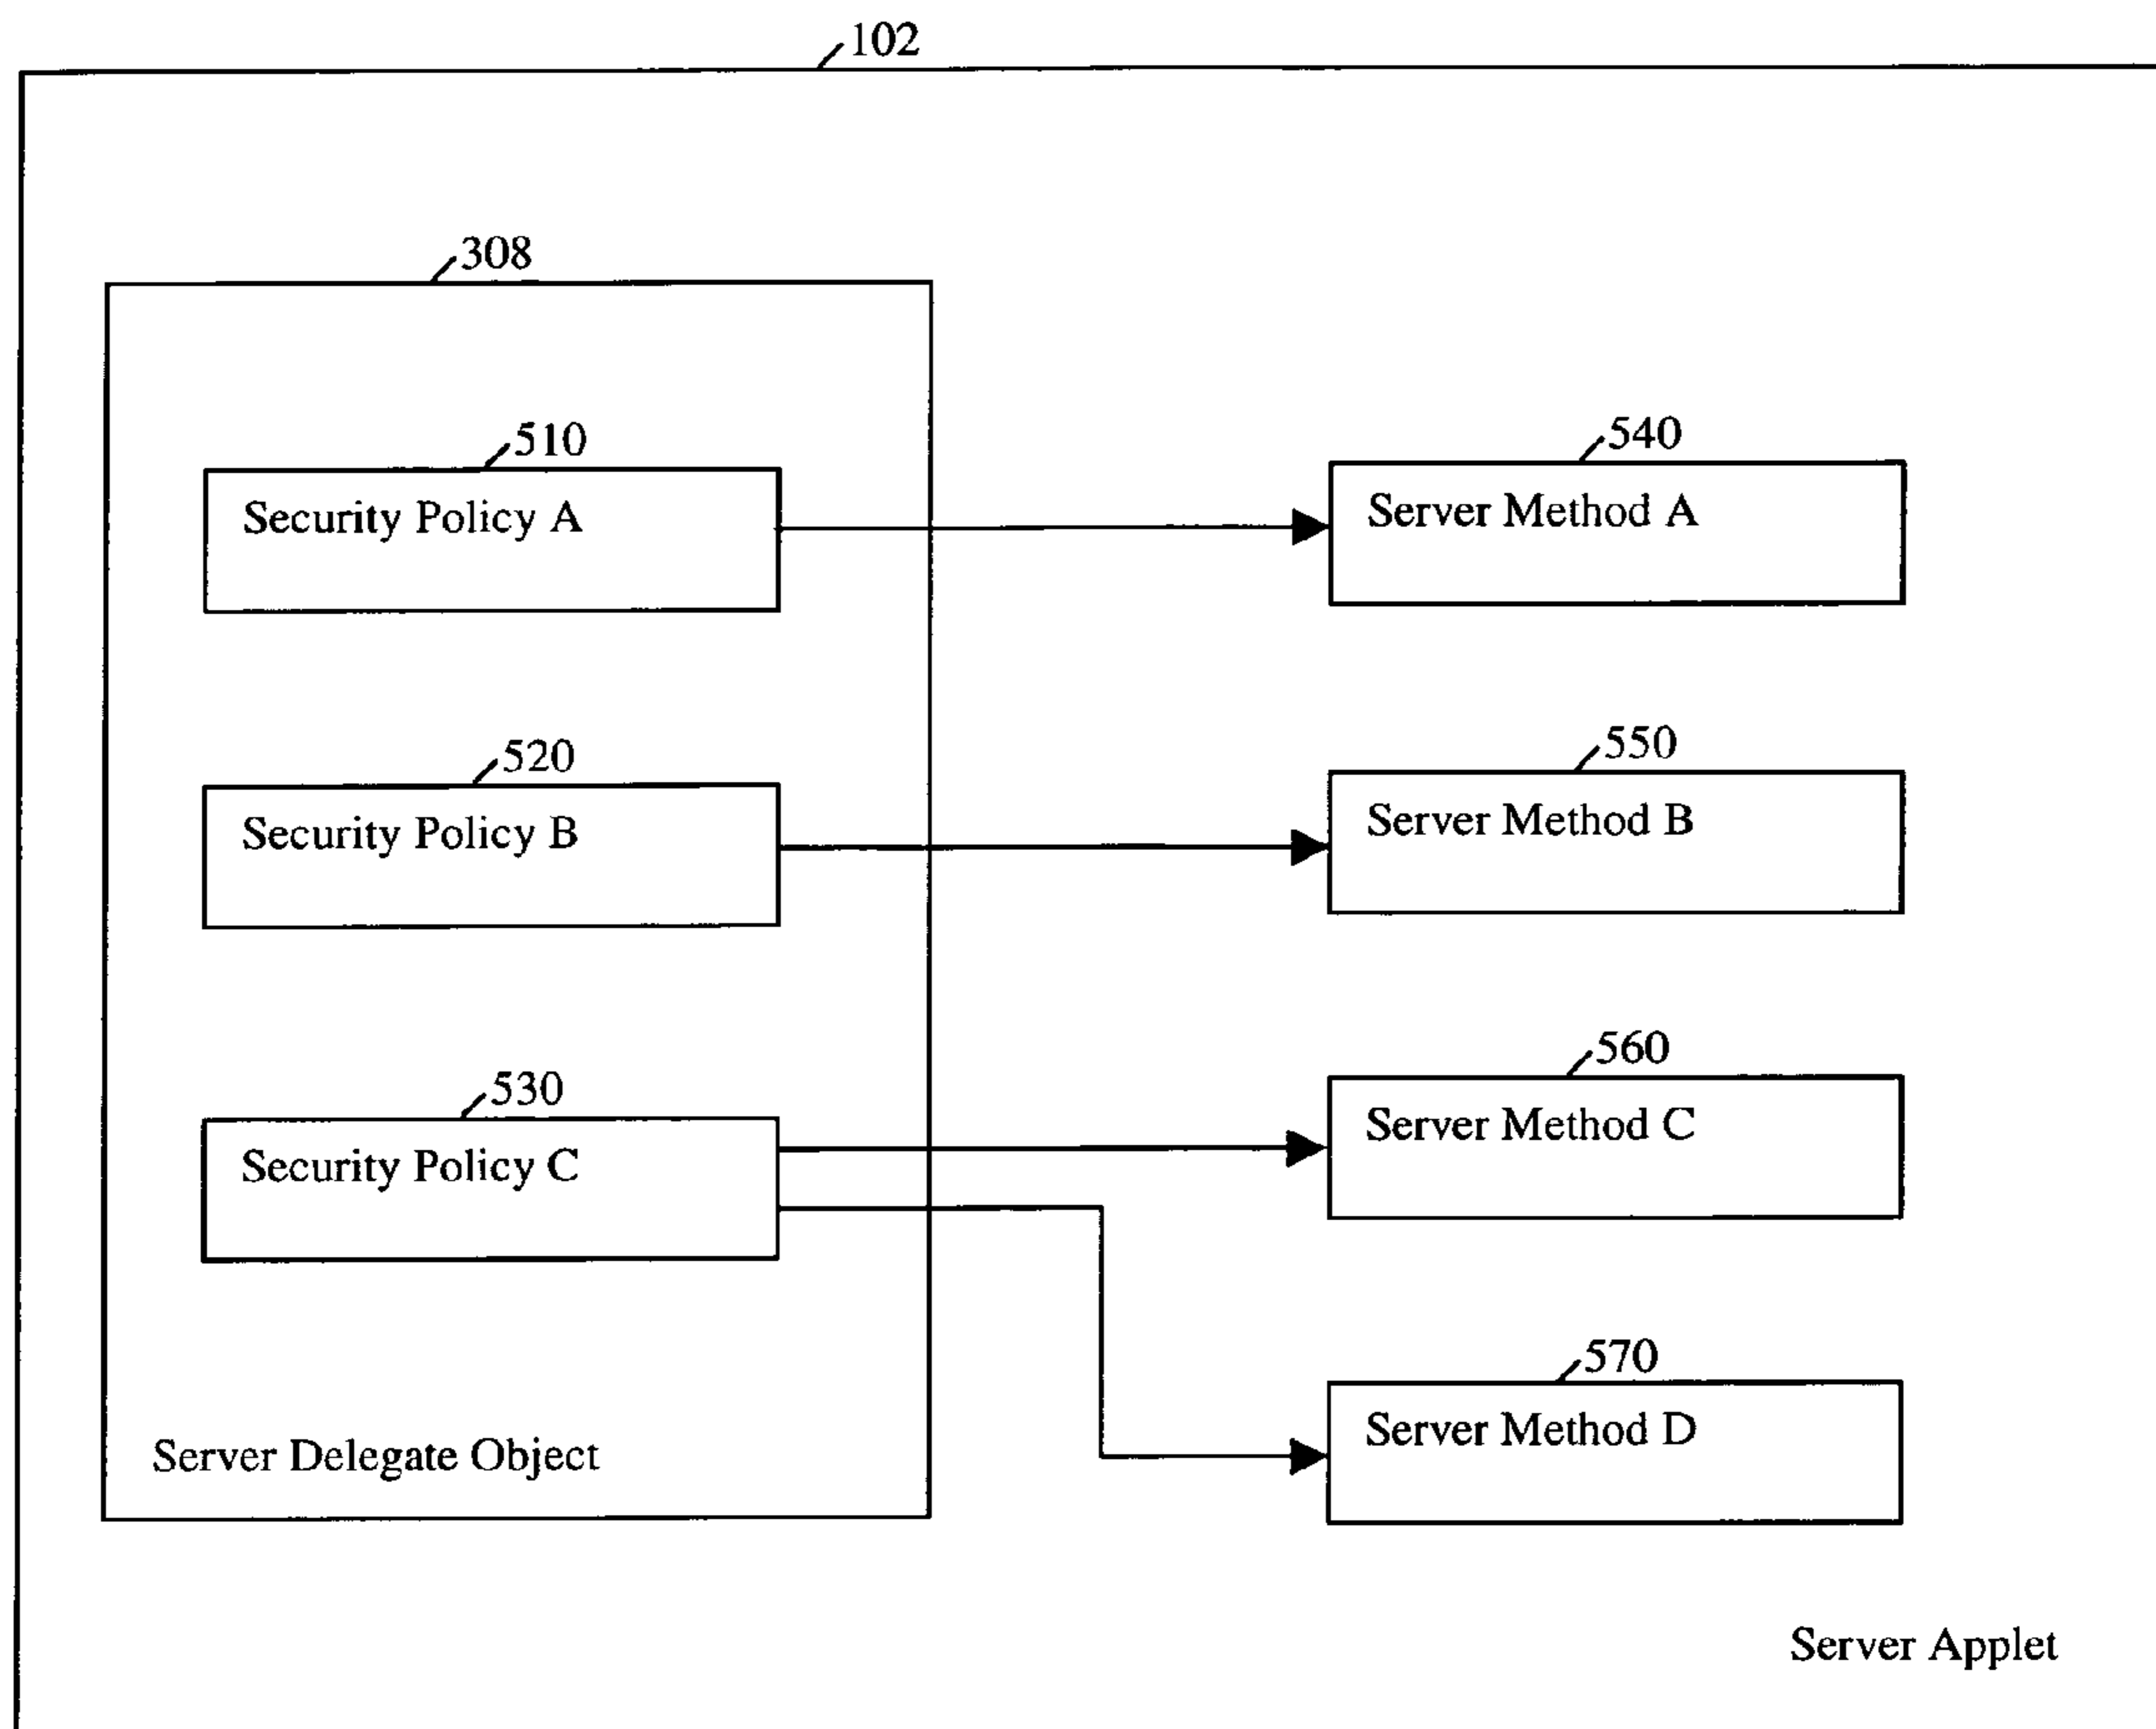 102
308
510
Security Policy A
540
Server Method A
520
Security Policy B
550
Server Method B
530
Security Policy C
560
Server Method C
570
Server Method D
Server Delegate Object
Server Applet